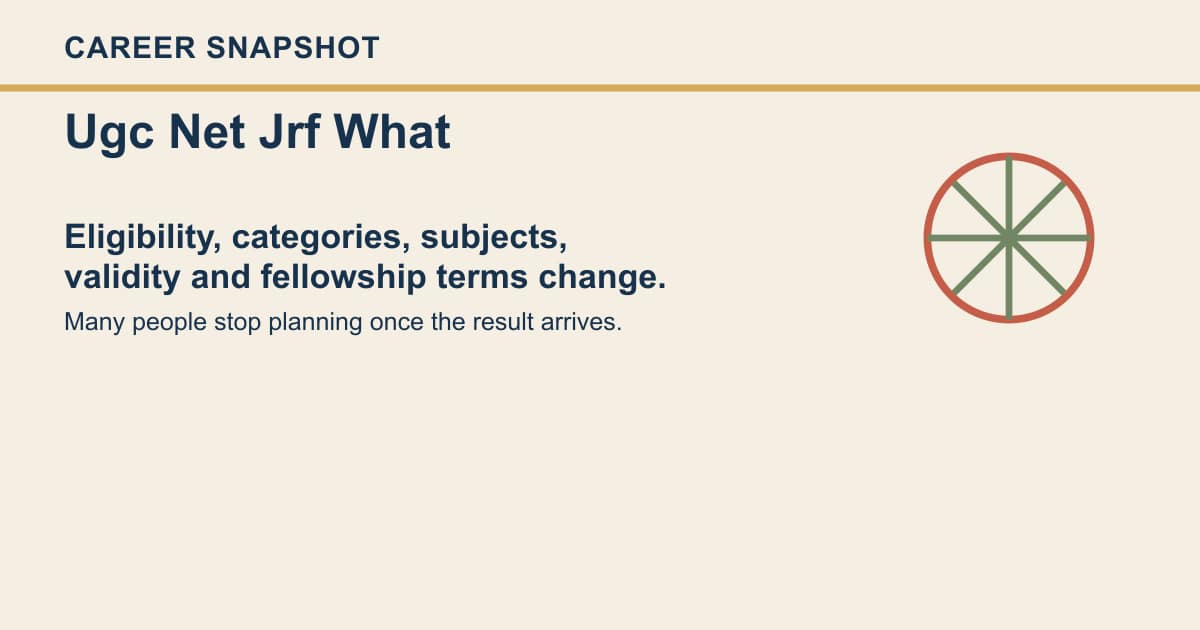 CAREER SNAPSHOT
Ugc Net Jrf What
Eligibility, categories, subjects,
validity and fellowship terms change.
Many people stop planning once the result arrives.